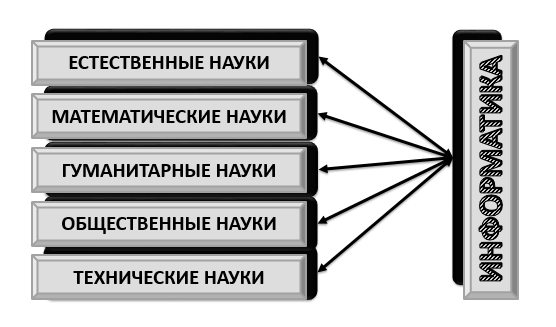 ЕСТЕСТВЕННЫЕ НАУКИ
МАТЕМАТИЧЕСКИЕ НАУКИ
ГУМАНИТАРНЫЕ НАУКИ
ОБЩЕСТВЕННЫЕ НАУКИ
ТЕХНИЧЕСКИЕ НАУКИ
ИНФОРМАТИКА